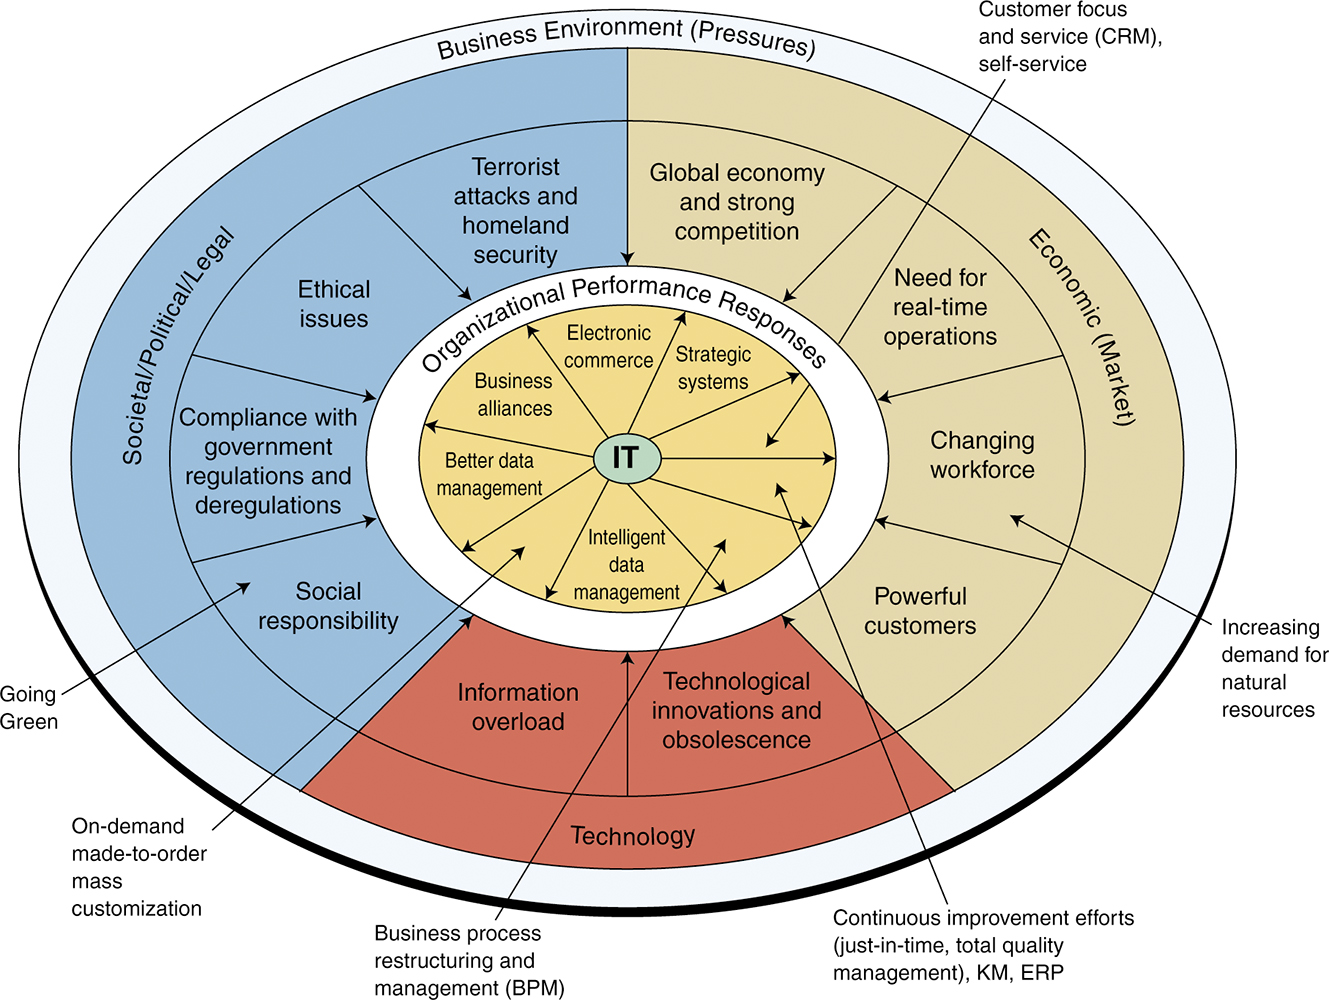 Customer focus
and service (CRM),
self-service
Business Environment (Pressures)
Societal/Political/Legal
Economic (Market)
Technology
Terrorist
attacks and
homeland
security
Global economy
and strong
competition
Ethical
issues
Need for
real-time
operations
Compliance with
government
regulations and
deregulations
Changing
workforce
Social
responsibility
Powerful
customers
Information
overload
Technological
innovations and
obsolescence
Organizational Performance Responses
Electronic
commerce
Strategic
systems
Business
alliances
IT
Better data
management
Intelligent
data
management
Going
Green
Increasing
demand for
natural
resources
On-demand
made-to-order
mass
customization
Business process
restructuring and
management (BPM)
Continuous improvement efforts
(just-in-time, total quality
management), KM, ERP